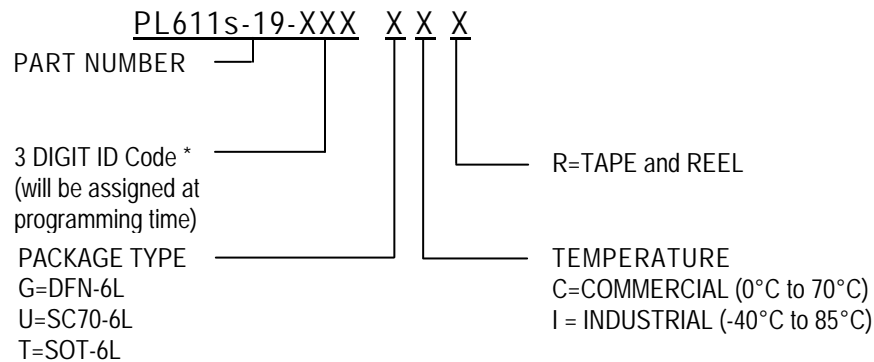 PL611s-19-XXX X X X
PART NUMBER
3 DIGIT ID Code *
(will be assigned at
programming time)
R=TAPE and REEL
PACKAGE TYPE
G=DFN-6L
U=SC70-6L
T=SOT-6L
TEMPERATURE
C=COMMERCIAL (0°C to 70°C)
I = INDUSTRIAL (-40°C to 85°C)